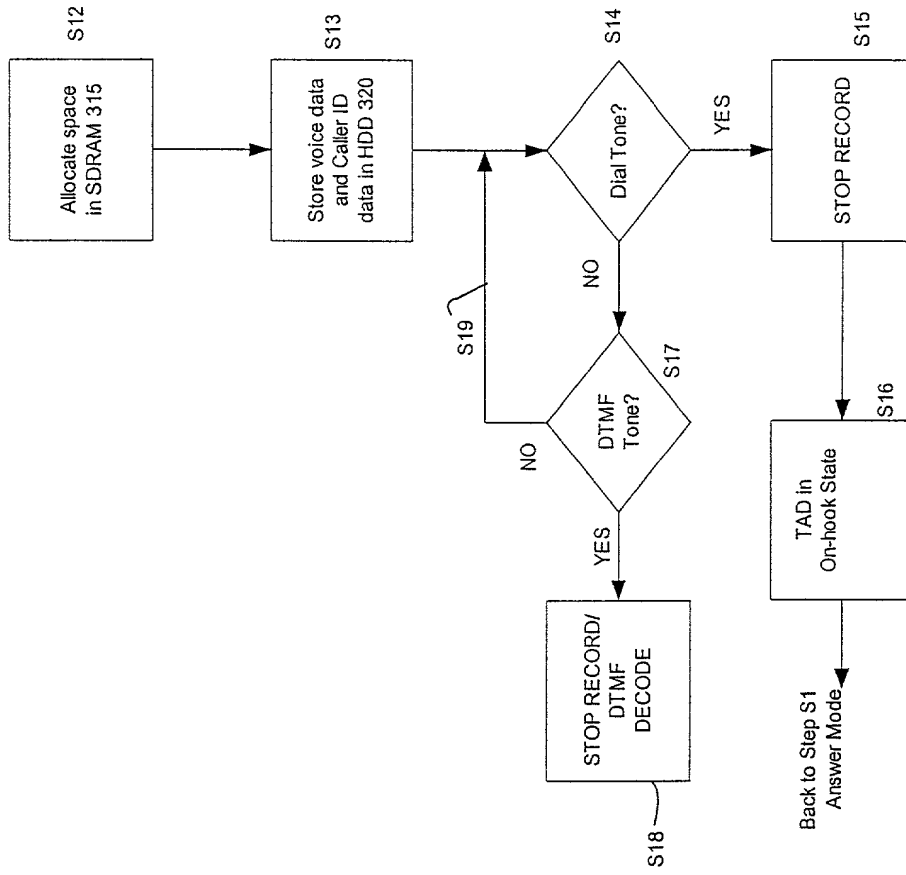 S12
Allocate space
in SDRAM 315
S13
Store voice data
and Caller ID
data in HDD 320
S14
Dial Tone?
YES
NO
S15
STOP RECORD
S16
TAD in
On-hook State
Back to Step S1
Answer Mode
S17
DTMF
Tone?
NO
S19
YES
STOP RECORD/
DTMF
DECODE
S18